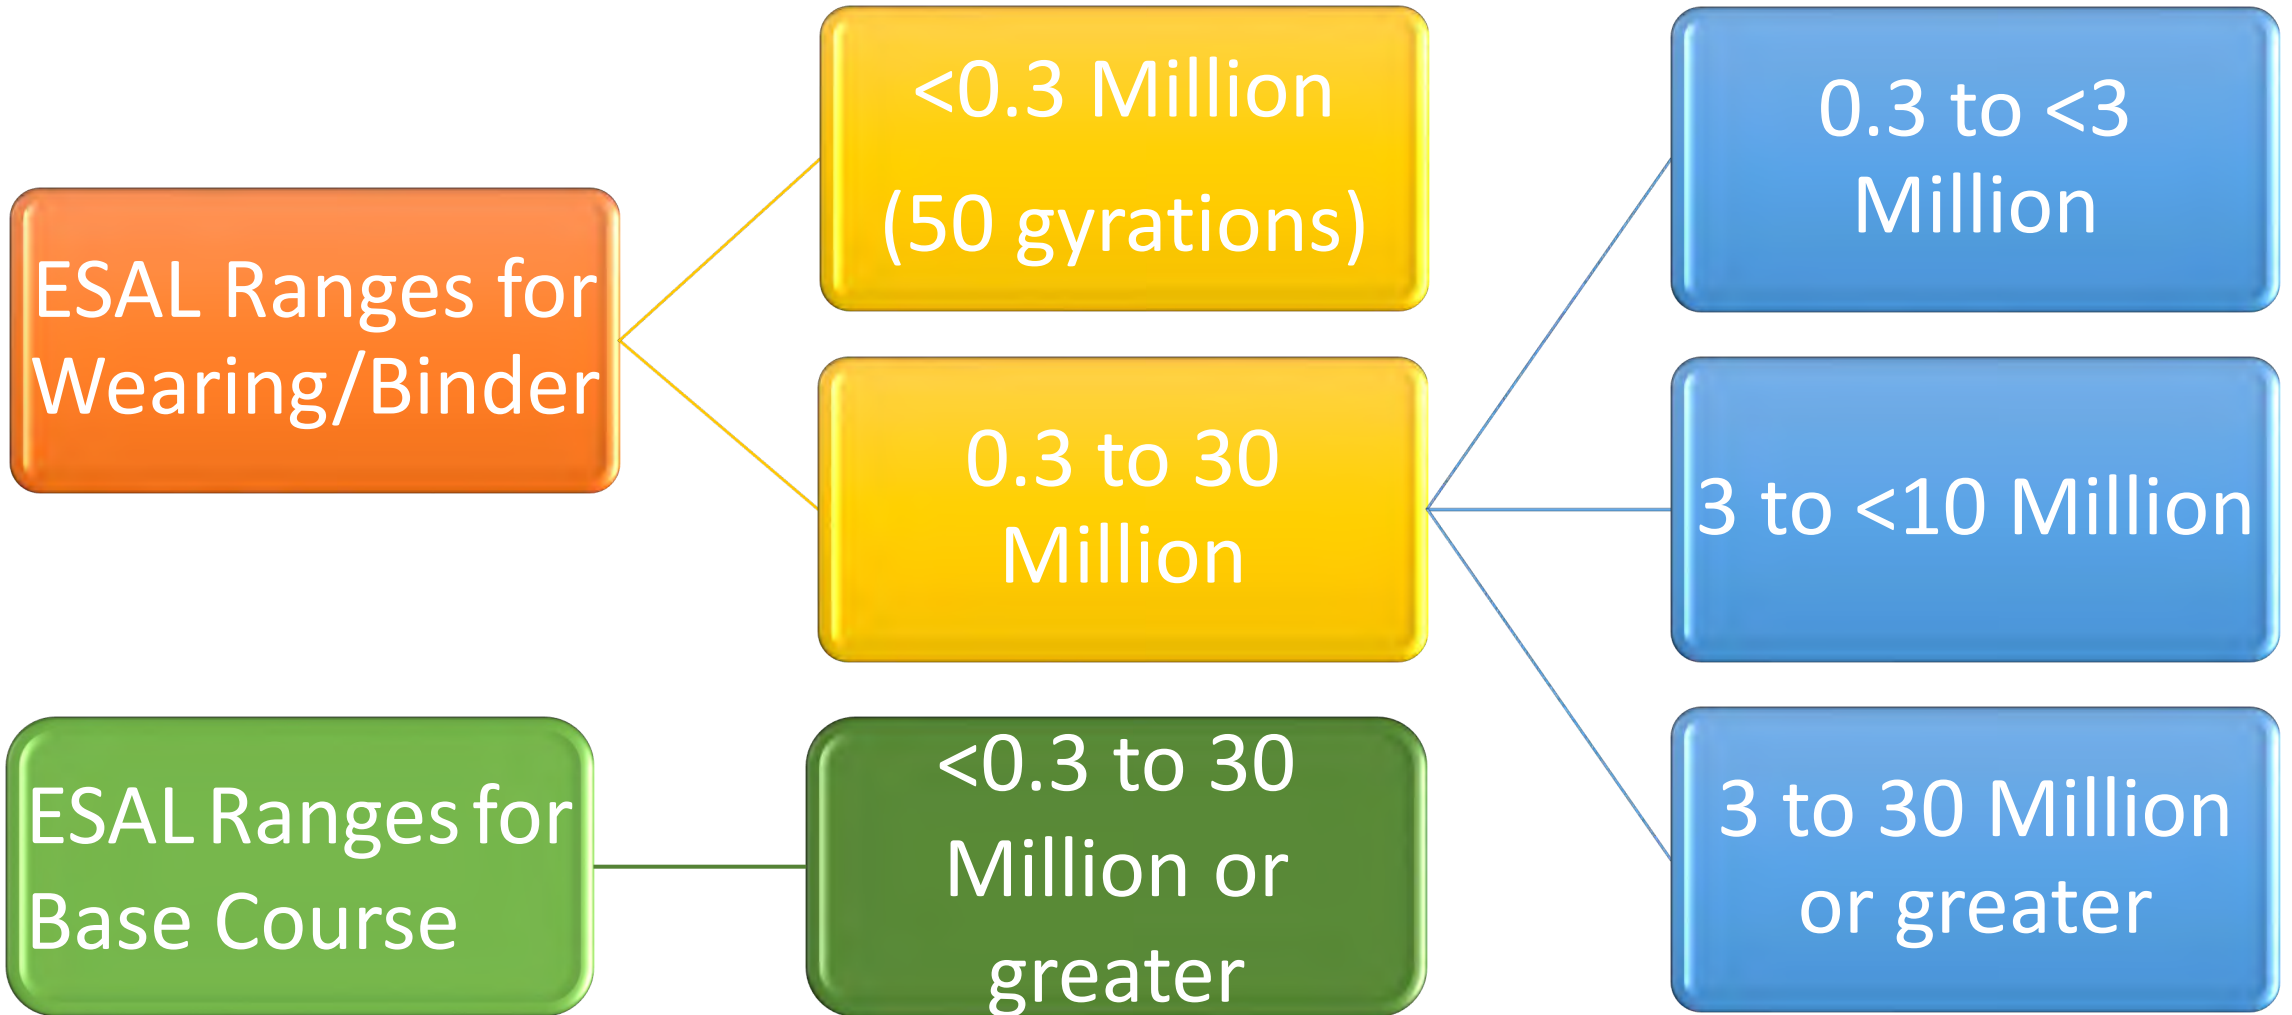 ESAL Ranges for
Wearing/Binder
<0.3 Million
(50 gyrations)
0.3 to 30
Million
0.3 to <3
Million
3 to <10 Million
3 to 30 Million
or greater
ESAL Ranges for
Base Course
<0.3 to 30
Million or
greater